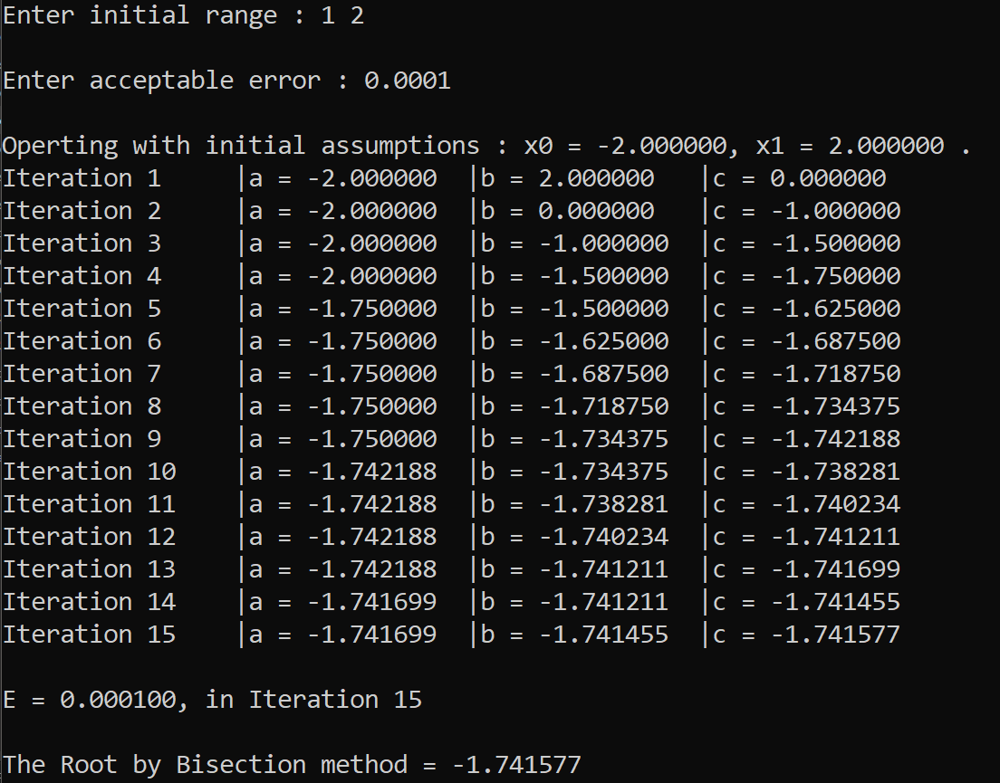 Enter initial range : 1 2
Enter acceptable error : 0.0001
Operting with initial assumptions : x0 = -2.000000, x1 = 2.000000 .
Iteration 1 |a = -2.000000 |b = 2.000000 |c = 0.000000
Iteration 2 |a = -2.000000 |b = 0.000000 |c = -1.000000
Iteration 3 |a = -2.000000 |b = -1.000000 |c = -1.500000
Iteration 4 |a = -2.000000 |b = -1.500000 |c = -1.750000
Iteration 5 |a = -1.750000 |b = -1.500000 |c = -1.625000
Iteration 6 |a = -1.750000 |b = -1.625000 |c = -1.687500
Iteration 7 |a = -1.750000 |b = -1.687500 |c = -1.718750
Iteration 8 |a = -1.750000 |b = -1.718750 |c = -1.734375
Iteration 9 |a = -1.750000 |b = -1.734375 |c = -1.742188
Iteration 10 |a = -1.742188 |b = -1.734375 |c = -1.738281
Iteration 11 |a = -1.742188 |b = -1.738281 |c = -1.740234
Iteration 12 |a = -1.742188 |b = -1.740234 |c = -1.741211
Iteration 13 |a = -1.742188 |b = -1.741211 |c = -1.741699
Iteration 14 |a = -1.741699 |b = -1.741211 |c = -1.741455
Iteration 15 |a = -1.741699 |b = -1.741455 |c = -1.741577
E = 0.000100, in Iteration 15
The Root by Bisection method = -1.741577